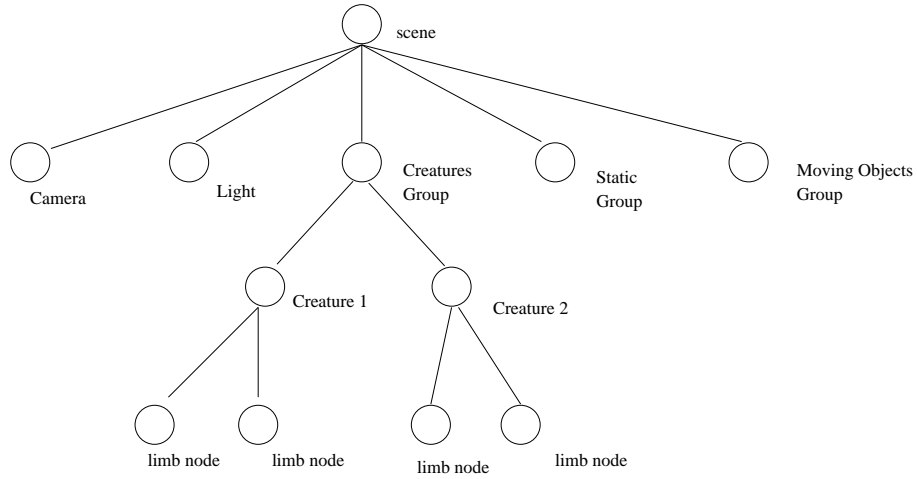 scene
Camera
Light
Creatures
Group
Static
Group
Moving Objects
Group
Creature 1
Creature 2
limb node
limb node
limb node
limb node